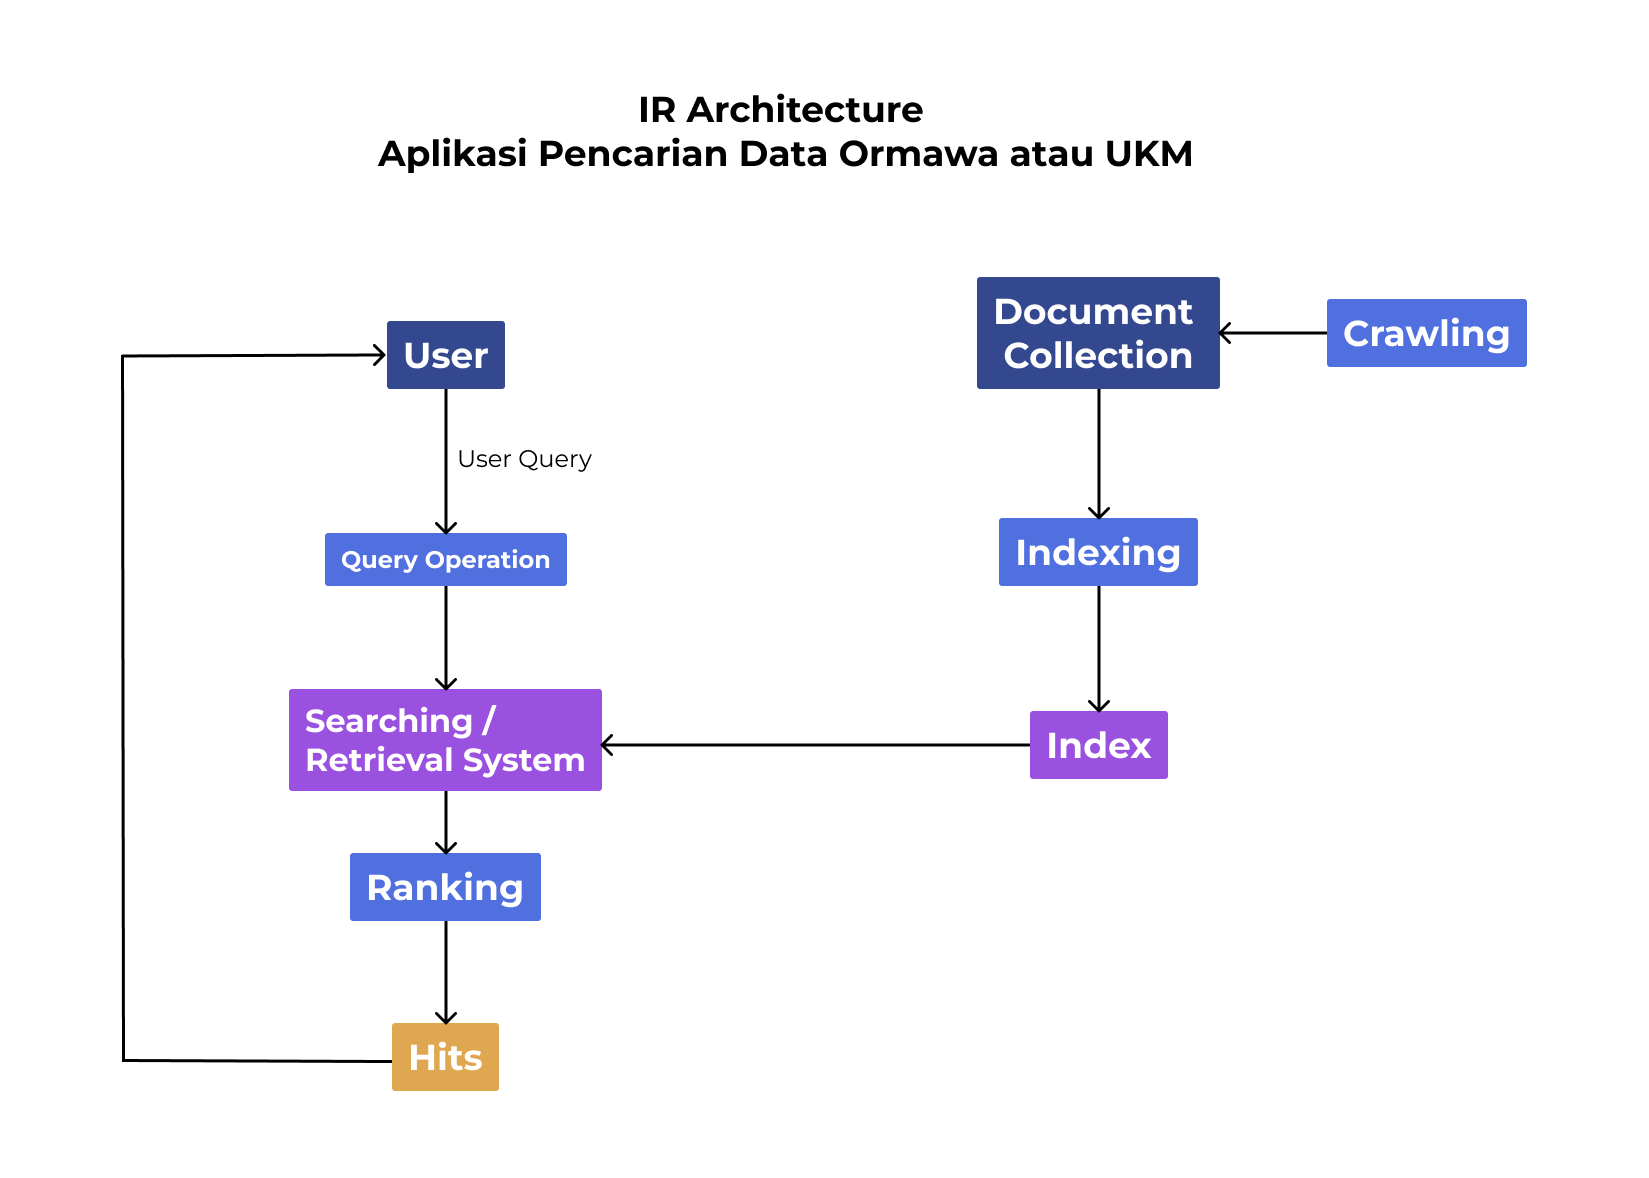 IR Architecture
Aplikasi Pencarian Data Ormawa atau UKM
User
User Query
Query Operation
Searching /
Retrieval System
Ranking
Hits
Document
Collection
Crawling
Indexing
Index